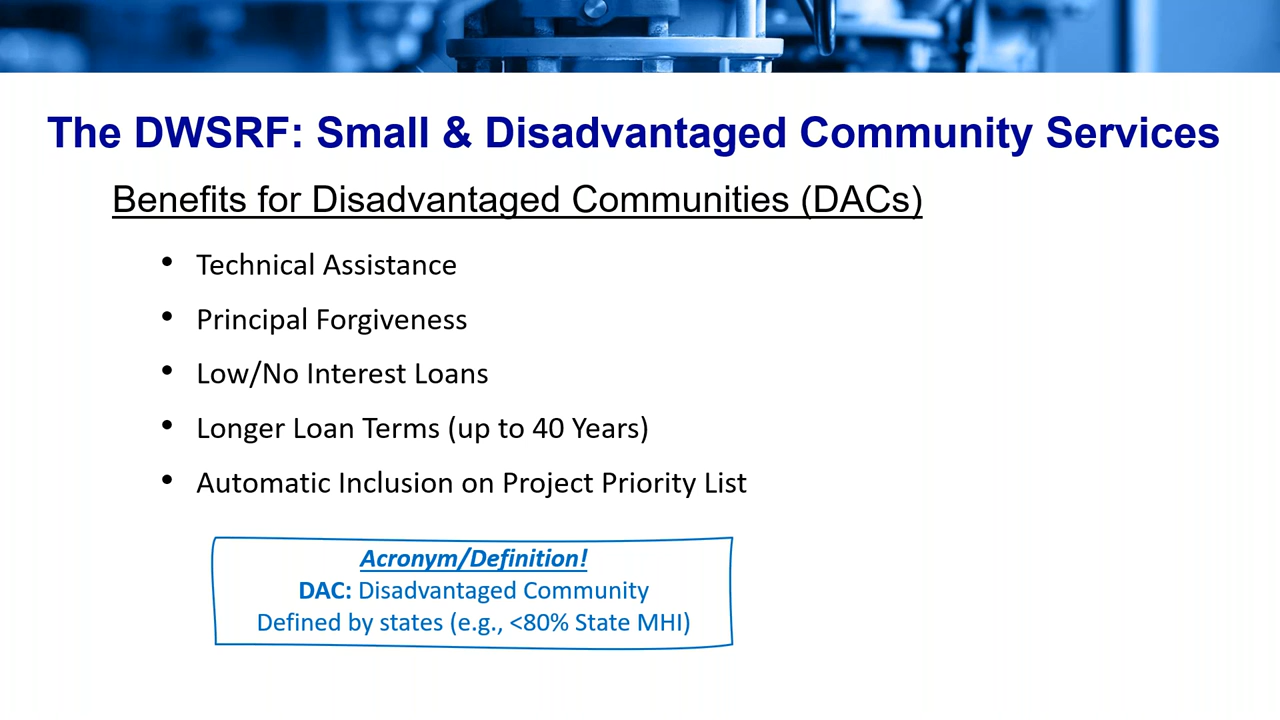 The DWSRF: Small & Disadvantaged Community Services
Benefits for Disadvantaged Communities (DACs)
• Technical Assistance
• Principal Forgiveness
• Low/No Interest Loans
• Longer Loan Terms (up to 40 Years)
• Automatic Inclusion on Project Priority List
Acronym/Definition!
DAC: Disadvantaged Community
Defined by states (e.g., <80% State MHI)